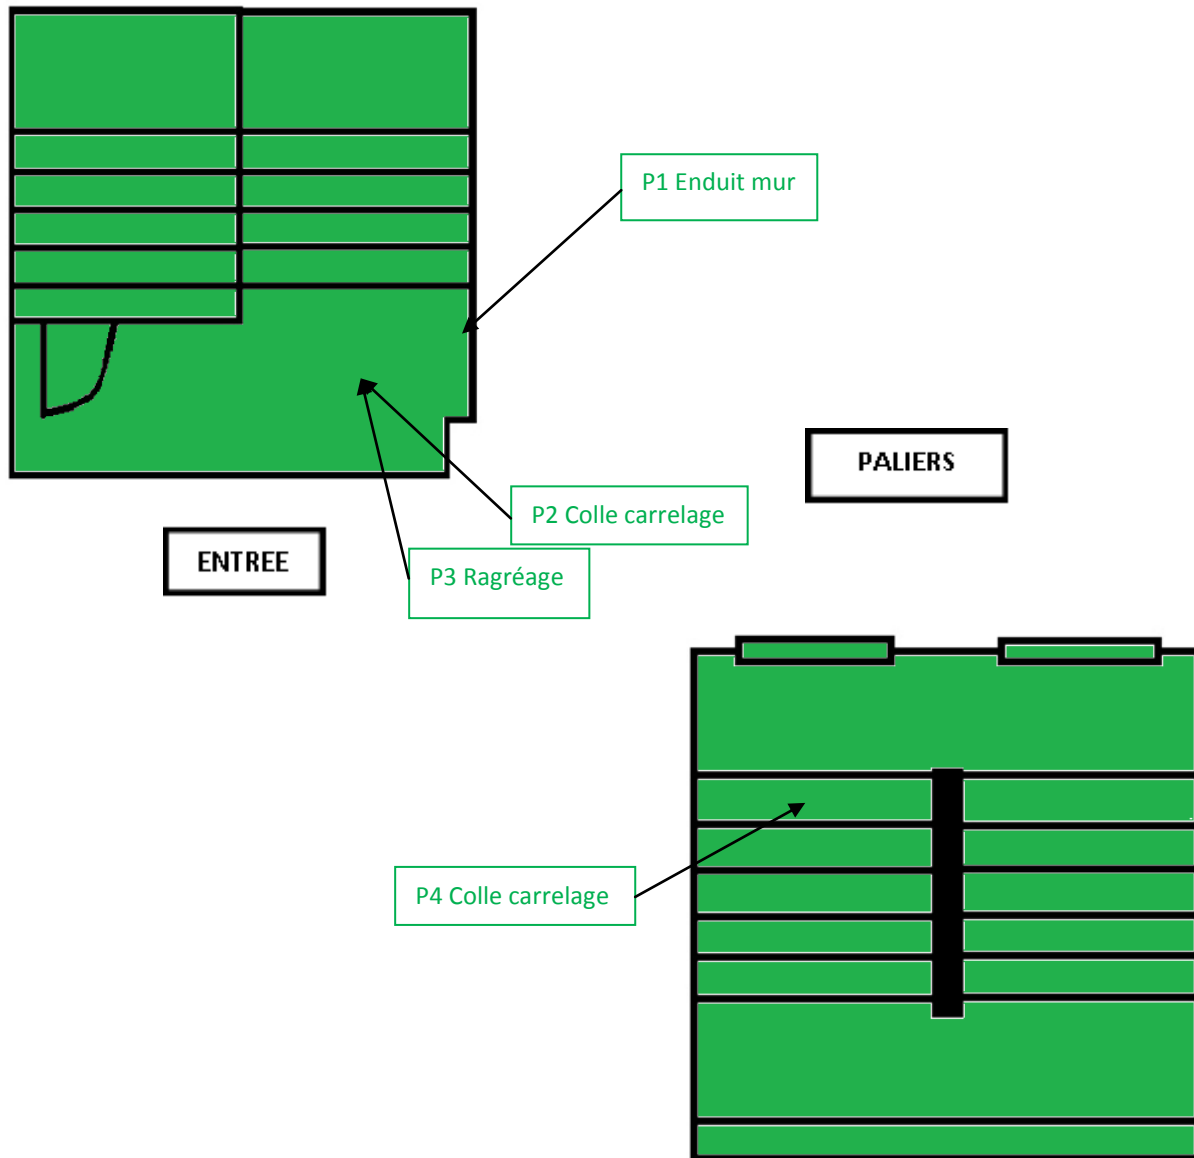 P1 Enduit mur
PALIERS
P2 Colle carrelage
ENTREE
P3 Ragréage
P4 Colle carrelage